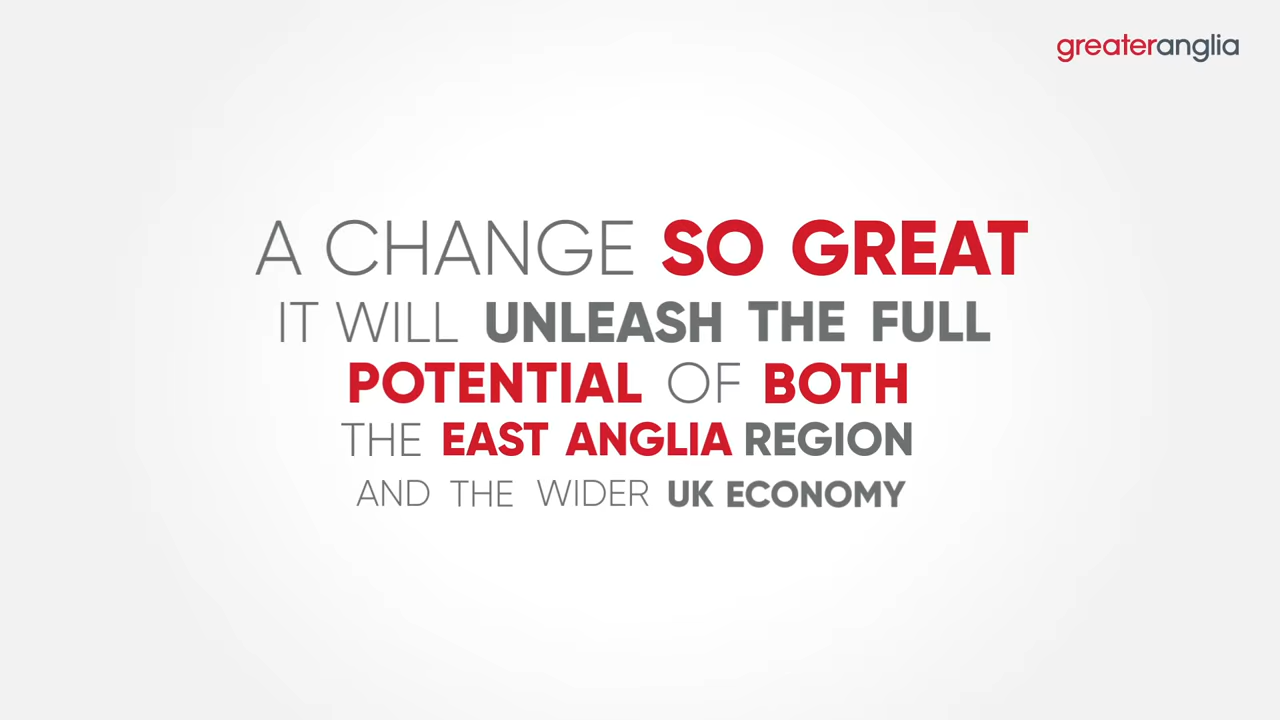 greateranglia
A CHANGE SO GREAT
IT WILL UNLEASH THE FULL
POTENTIAL OF BOTH
THE EAST ANGLIA REGION
AND THE WIDER UK ECONOMY